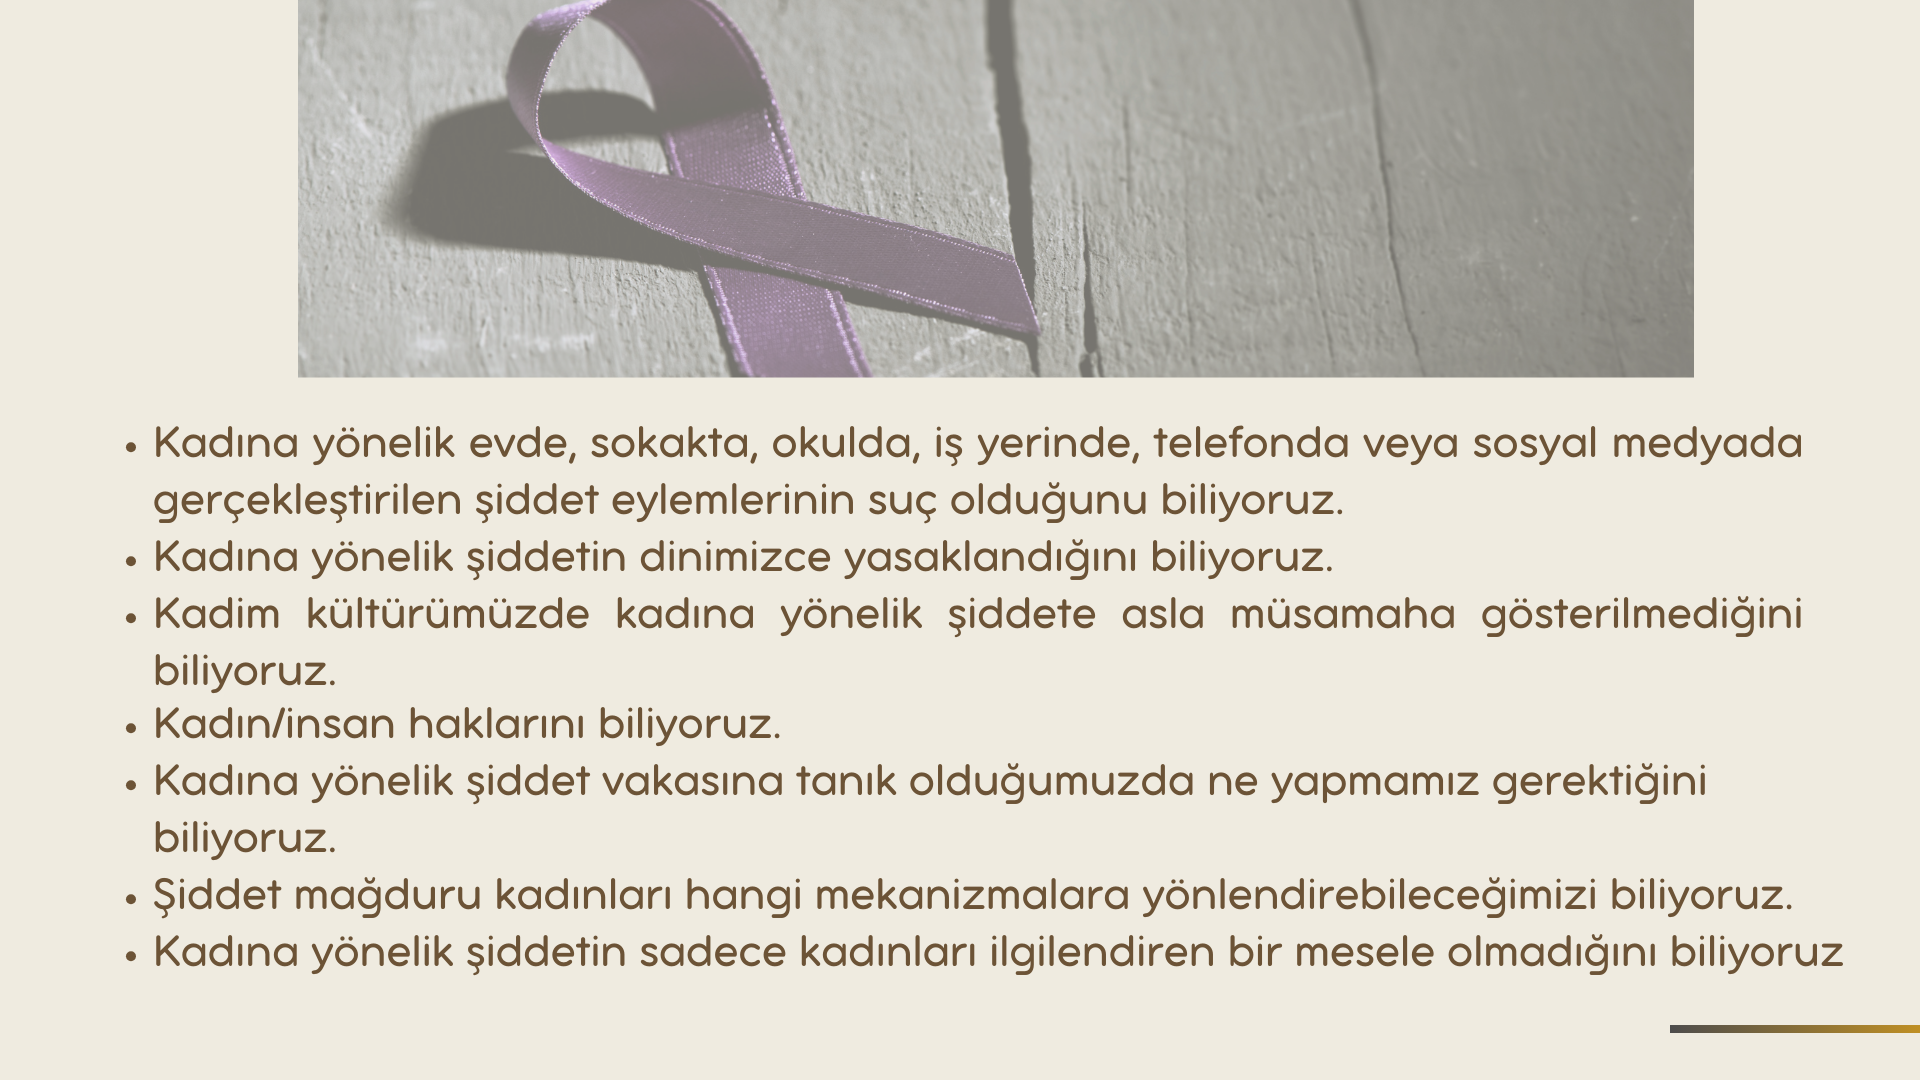 • Kadına yönelik evde, sokakta, okulda, iş yerinde, telefonda veya sosyal medyada
gerçekleştirilen şiddet eylemlerinin suç olduğunu biliyoruz.
• Kadına yönelik şiddetin dinimizce yasaklandığını biliyoruz.
• Kadim kültürümüzde kadına yönelik şiddete asla müsamaha gösterilmediğini
biliyoruz.
• Kadın/insan haklarını biliyoruz.
• Kadına yönelik şiddet vakasına tanık olduğumuzda ne yapmamız gerektiğini
biliyoruz.
• Şiddet mağduru kadınları hangi mekanizmalara yönlendirebileceğimizi biliyoruz.
• Kadına yönelik şiddetin sadece kadınları ilgilendiren bir mesele olmadığını biliyoruz